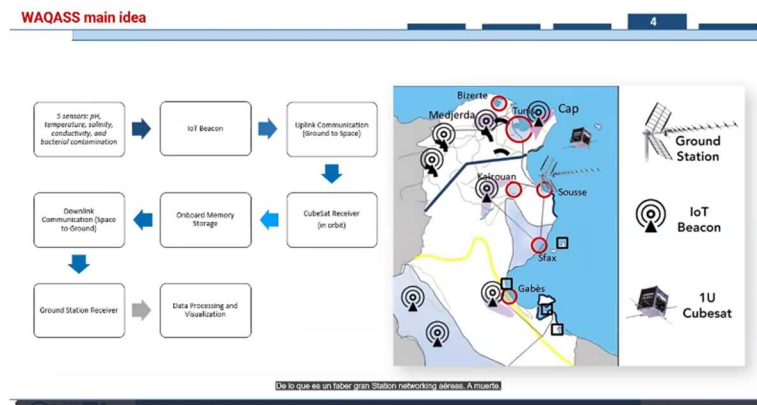 WAQASS main idea
4
5 sensors: pH,
temperature, salinity,
conductivity, and
bacterial contamination
IoT Beacon
Uplink Communication
(Ground to Space)
Downlink
Communication (Space
to Ground)
Onboard Memory
Storage
CubeSat Receiver
(in orbit)
Ground Station Receiver
Data Processing and
Visualization
Bizerte
Tunis
Cap
Medjerda
Kairouan
Sousse
Sfax
Gabès
Ground
Station
IoT
Beacon
1U
Cubesat
De lo que es un faber gran Station networking aéreas. A muerte.